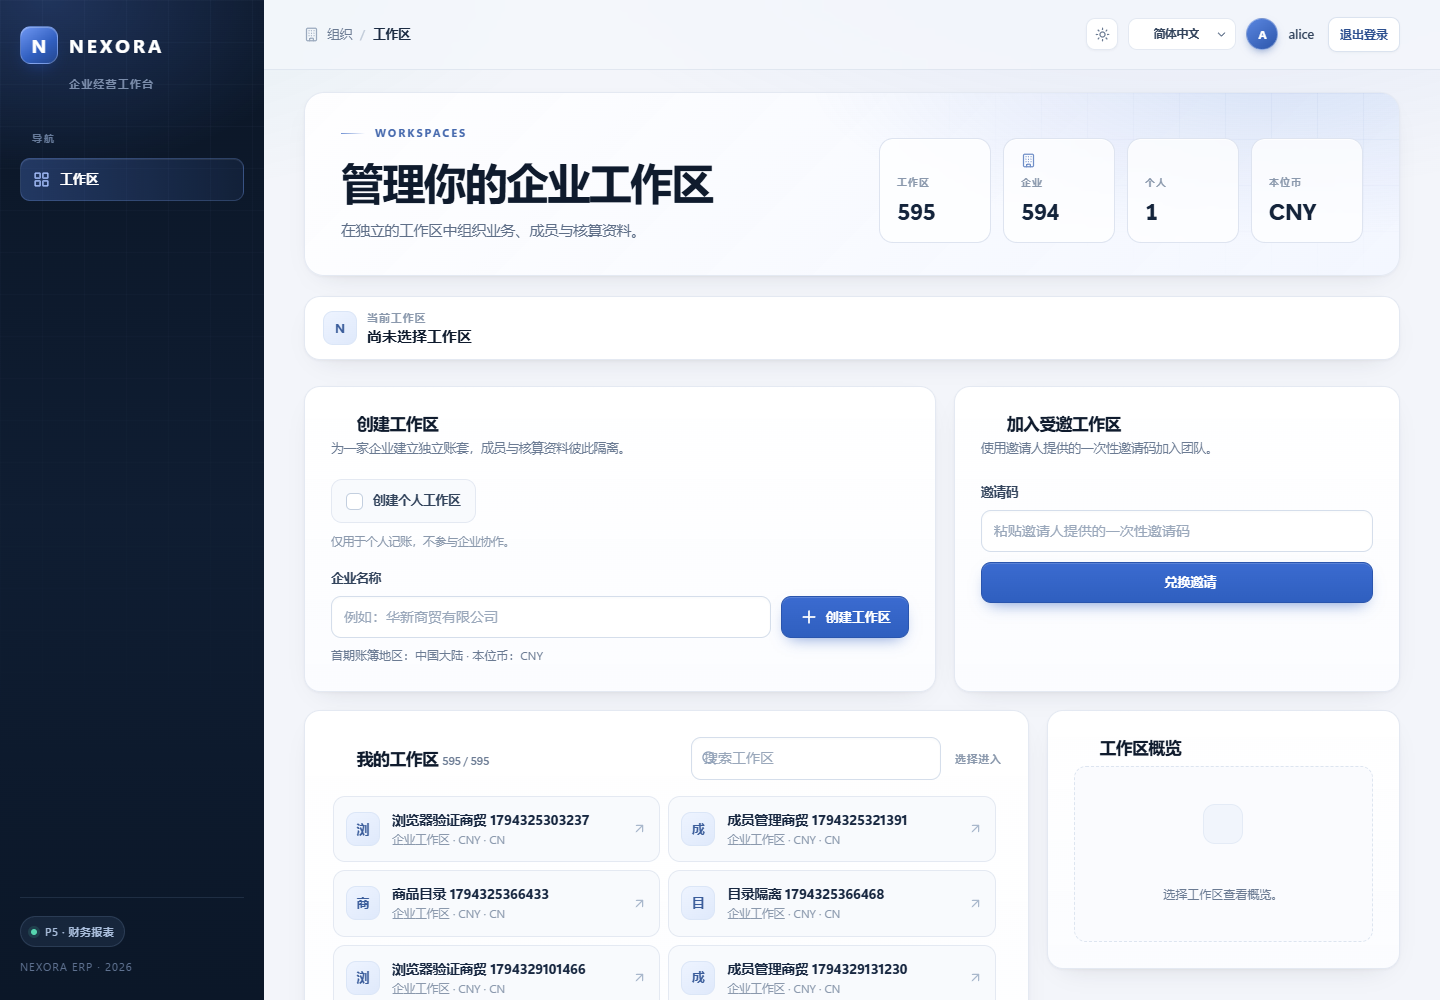 N NEXORA
企业经营工作台
导航
工作区
P5 · 财务报表
NEXORA ERP · 2026
组织 / 工作区
简体中文
A alice
退出登录
WORKSPACES
管理你的企业工作区
在独立的工作区中组织业务、成员与核算资料。
工作区
595
企业
594
个人
1
本位币
CNY
N
当前工作区
尚未选择工作区
创建工作区
为一家企业建立独立账套，成员与核算资料彼此隔离。
创建个人工作区
仅用于个人记账，不参与企业协作。
企业名称
例如：华新商贸有限公司
创建工作区
首期账簿地区：中国大陆 · 本位币：CNY
加入受邀工作区
使用邀请人提供的一次性邀请码加入团队。
邀请码
粘贴邀请人提供的一次性邀请码
兑换邀请
我的工作区 595 / 595
搜索工作区
选择进入
浏 浏览器验证商贸 1794325303237
企业工作区 · CNY · CN
成 成员管理商贸 1794325321391
企业工作区 · CNY · CN
商 商品目录 1794325366433
企业工作区 · CNY · CN
目 目录隔离 1794325366468
企业工作区 · CNY · CN
浏 浏览器验证商贸 1794329101466
企业工作区 · CNY · CN
成 成员管理商贸 1794329131230
企业工作区 · CNY · CN
工作区概览
选择工作区查看概览。